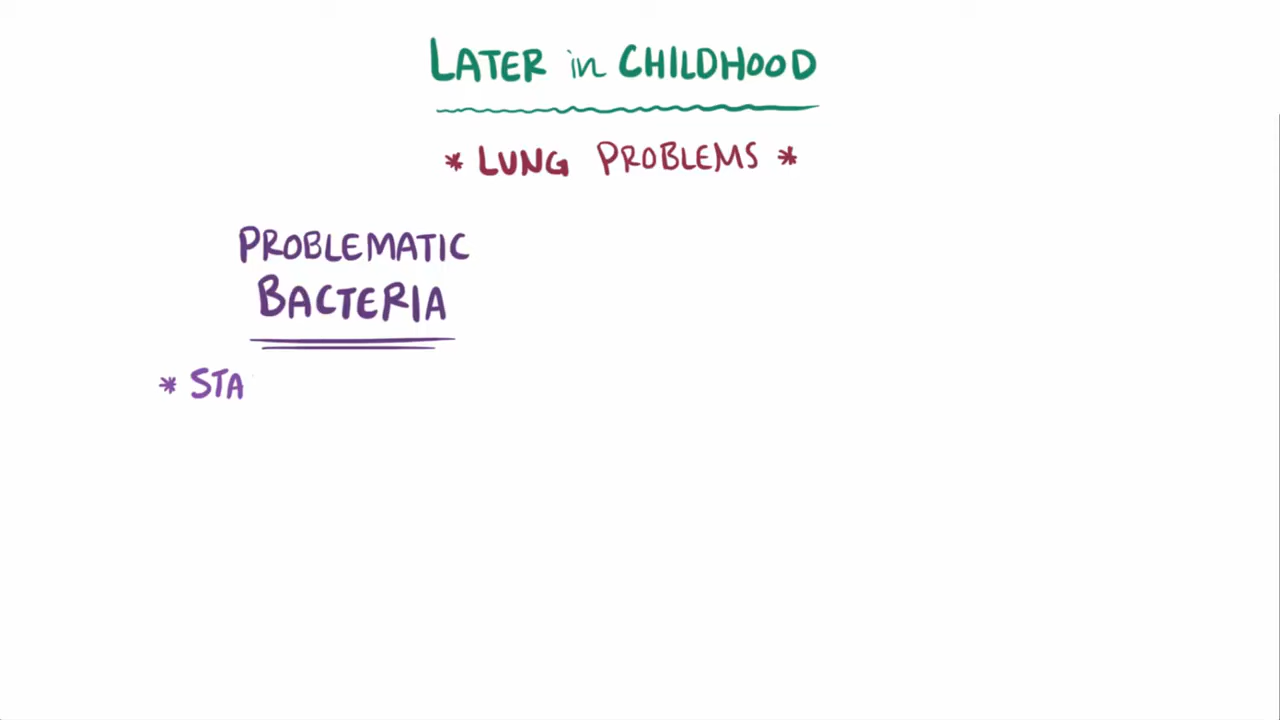 LATER in CHILDHOOD
* LUNG PROBLEMS *
PROBLEMATIC
BACTERIA
* STA